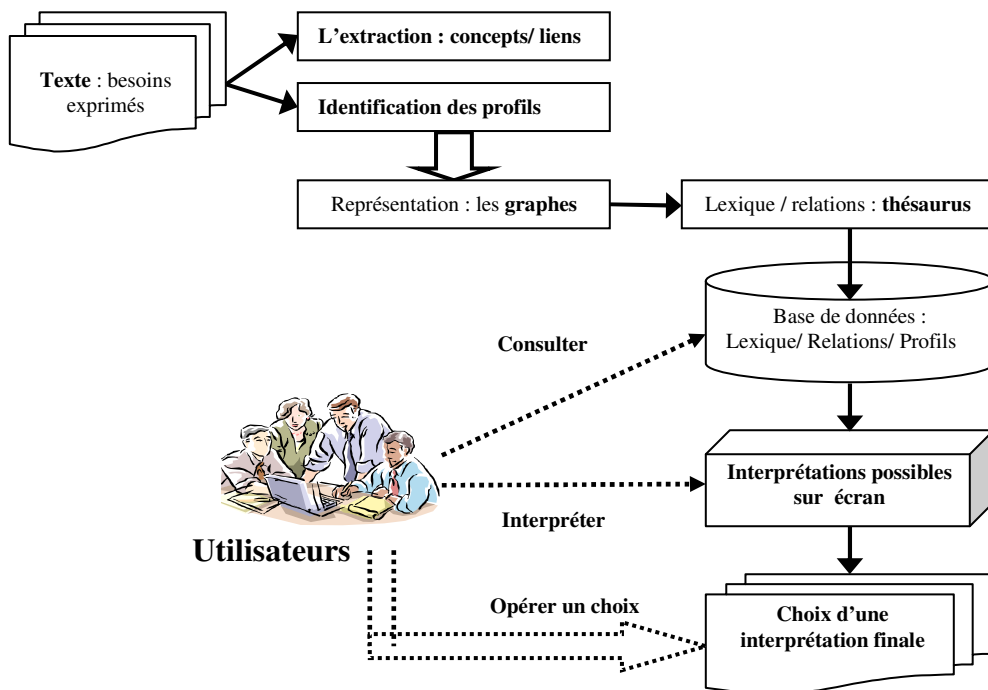 L’extraction : concepts/ liens
Texte : besoins
exprimés
Identification des profils
Représentation : les graphes
Lexique / relations : thésaurus
Base de données :
Lexique/ Relations/ Profils
Consulter
Interprétations possibles
sur écran
Interpréter
Utilisateurs
Opérer un choix
Choix d’une
interprétation finale